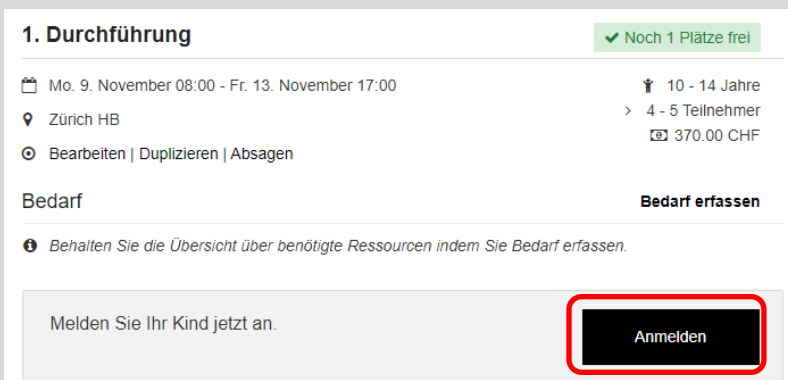 1. Durchführung
Noch 1 Plätze frei
Mo. 9. November 08:00 - Fr. 13. November 17:00
10 - 14 Jahre
Zürich HB
4 - 5 Teilnehmer
370.00 CHF
Bearbeiten | Duplizieren | Absagen
Bedarf
Bedarf erfassen
Behalten Sie die Übersicht über benötigte Ressourcen indem Sie Bedarf erfassen.
Melden Sie Ihr Kind jetzt an.
Anmelden